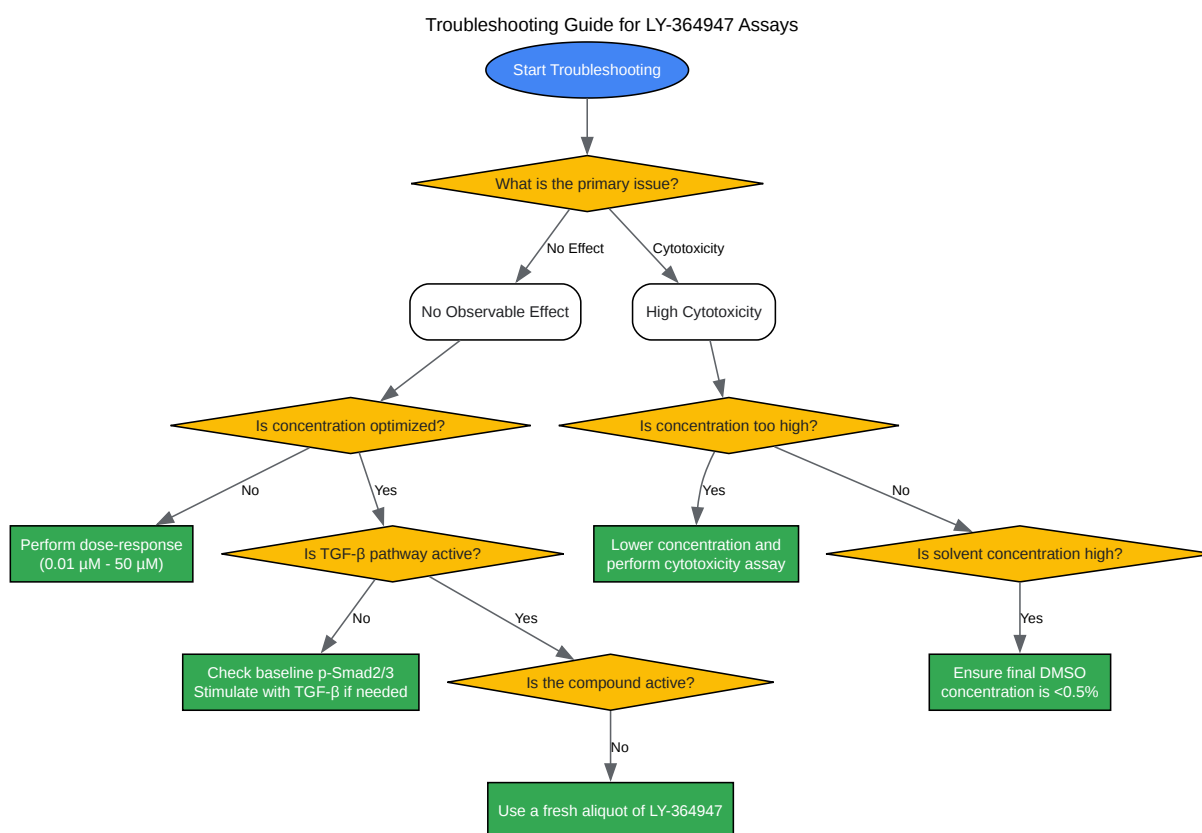 Troubleshooting Guide for LY-364947 Assays
Start Troubleshooting
What is the primary issue?
No Effect
Cytotoxicity
No Observable Effect
High Cytotoxicity
Is concentration optimized?
Is concentration too high?
No
Yes
Yes
No
Perform dose-response
(0.01 µM - 50 µM)
Is TGF-β pathway active?
Lower concentration and
perform cytotoxicity assay
Is solvent concentration high?
No
Yes
Yes
Check baseline p-Smad2/3
Stimulate with TGF-β if needed
Is the compound active?
Ensure final DMSO
concentration is <0.5%
No
Use a fresh aliquot of LY-364947